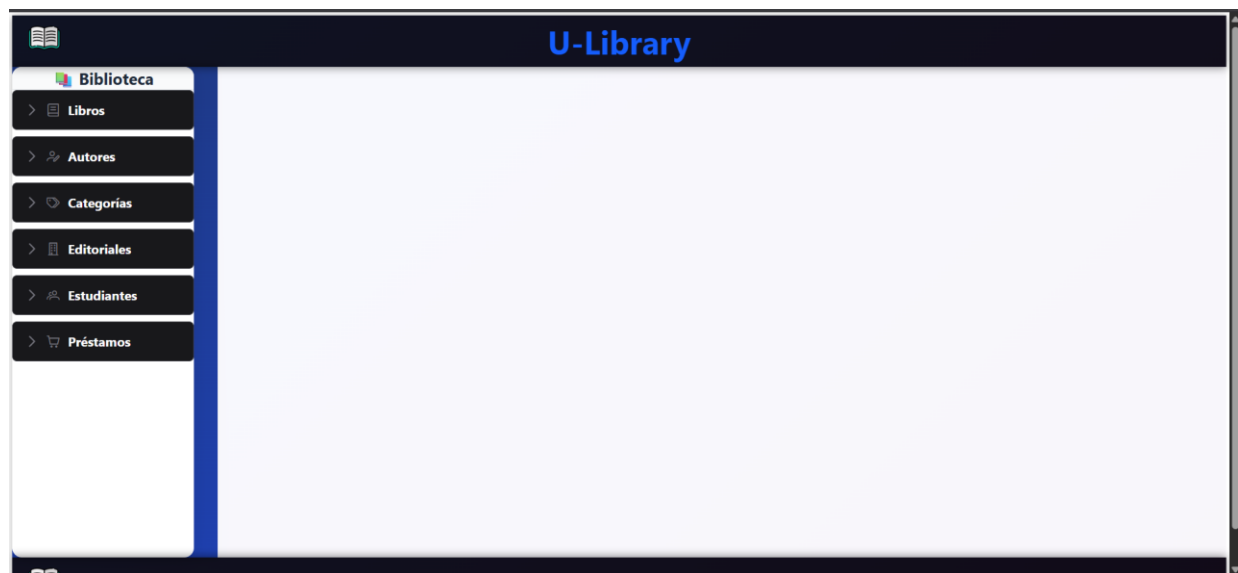 U-Library
Biblioteca
Libros
Autores
Categorías
Editoriales
Estudiantes
Préstamos